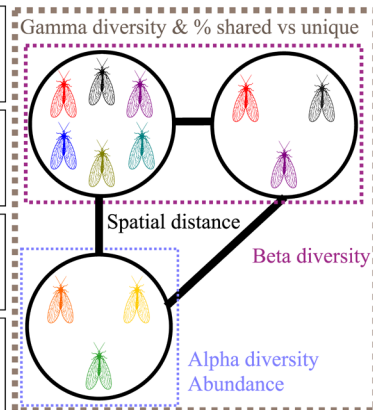 Gamma diversity & % shared vs unique
Spatial distance
Beta diversity
Alpha diversity
Abundance